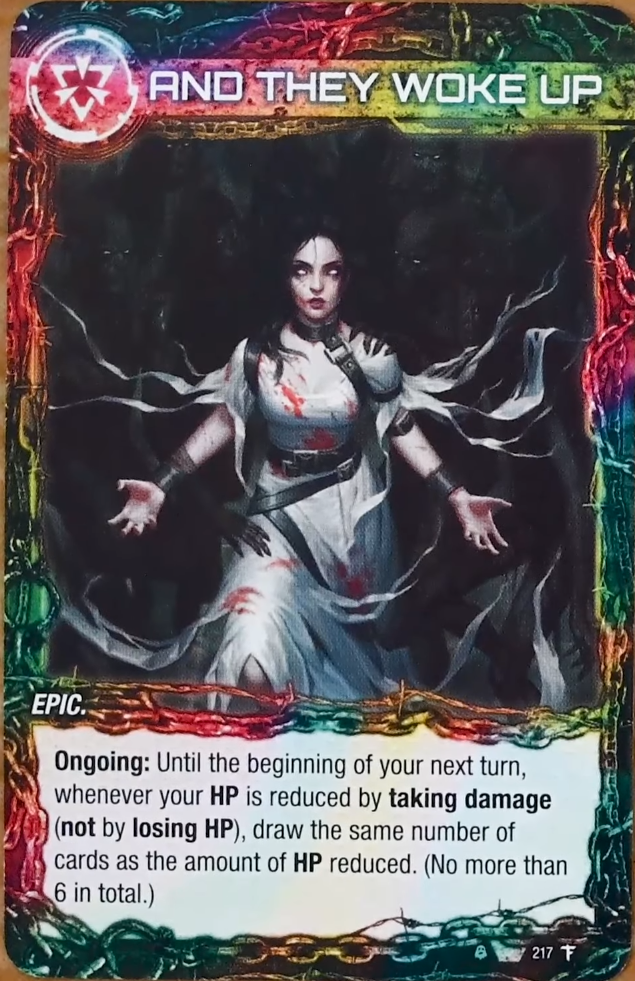 AND THEY WOKE UP
EPIC.
Ongoing: Until the beginning of your next turn,
whenever your HP is reduced by taking damage
(not by losing HP), draw the same number of
cards as the amount of HP reduced. (No more than
6 in total.)
217